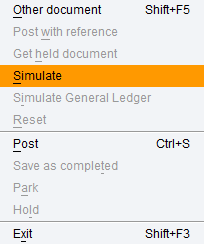 Other document Shift+F5
Post with reference
Get held document
Simulate
Simulate General Ledger
Reset
Post Ctrl+S
Save as completed
Park
Hold
Exit Shift+F3